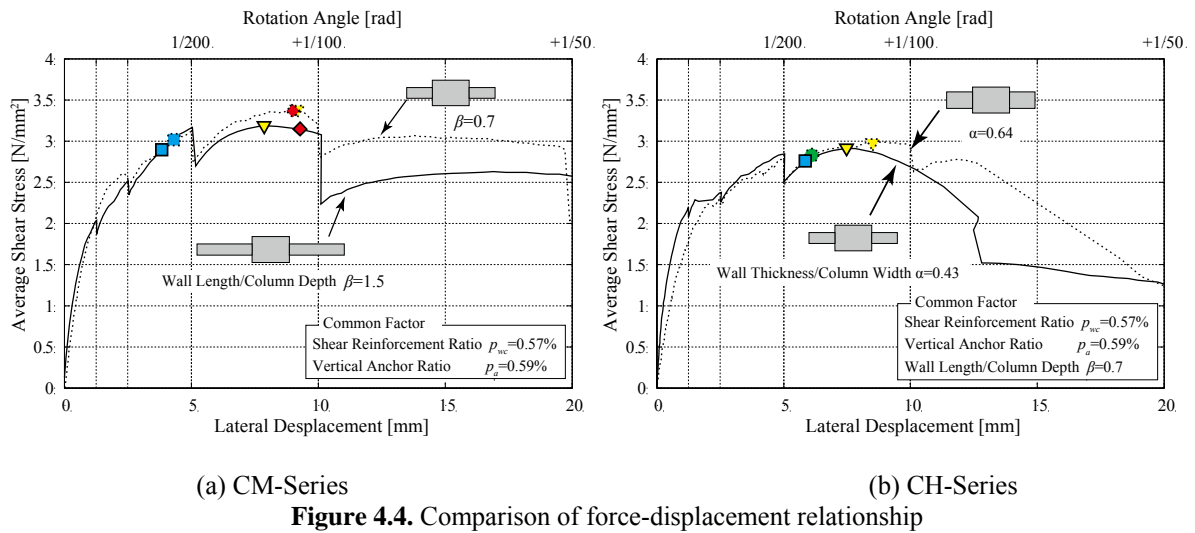 Rotation Angle [rad]
1/200. +1/100. +1/50.
4.
3.5
3.
2.5
2.
1.5
1.
0.5
0.
Average Shear Stress [N/mm²]
β=0.7
Wall Length/Column Depth β=1.5
Common Factor
Shear Reinforcement Ratio p_wc=0.57%
Vertical Anchor Ratio p_a=0.59%
0. 5. 10. 15. 20.
Lateral Displacement [mm]
(a) CM-Series
Rotation Angle [rad]
1/200. +1/100. +1/50.
4.
3.5
3.
2.5
2.
1.5
1.
0.5
0.
Average Shear Stress [N/mm²]
α=0.64
Wall Thickness/Column Width α=0.43
Common Factor
Shear Reinforcement Ratio p_wc=0.57%
Vertical Anchor Ratio p_a=0.59%
Wall Length/Column Depth β=0.7
0. 5. 10. 15. 20.
Lateral Displacement [mm]
(b) CH-Series
Figure 4.4. Comparison of force-displacement relationship